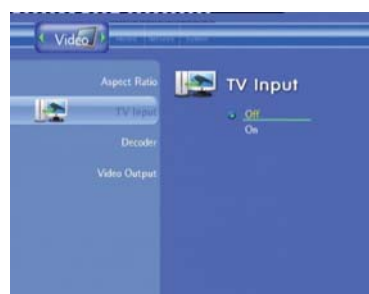 Video
Aspect Ratio
TV Input
TV Input
Off
On
Decoder
Video Output